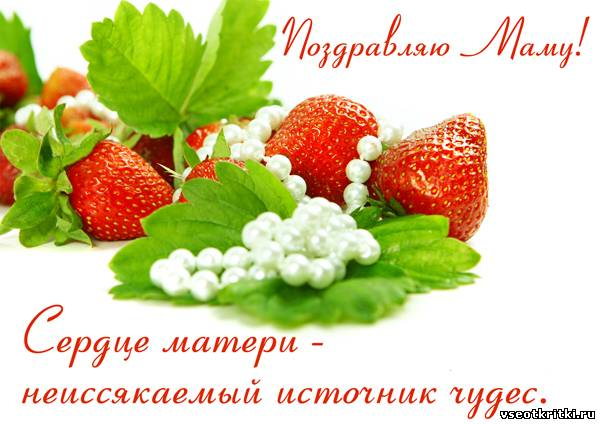 Поздравляю Маму!
Сердце матери -
неиссякаемый источник чудес.
vseotkritki.ru